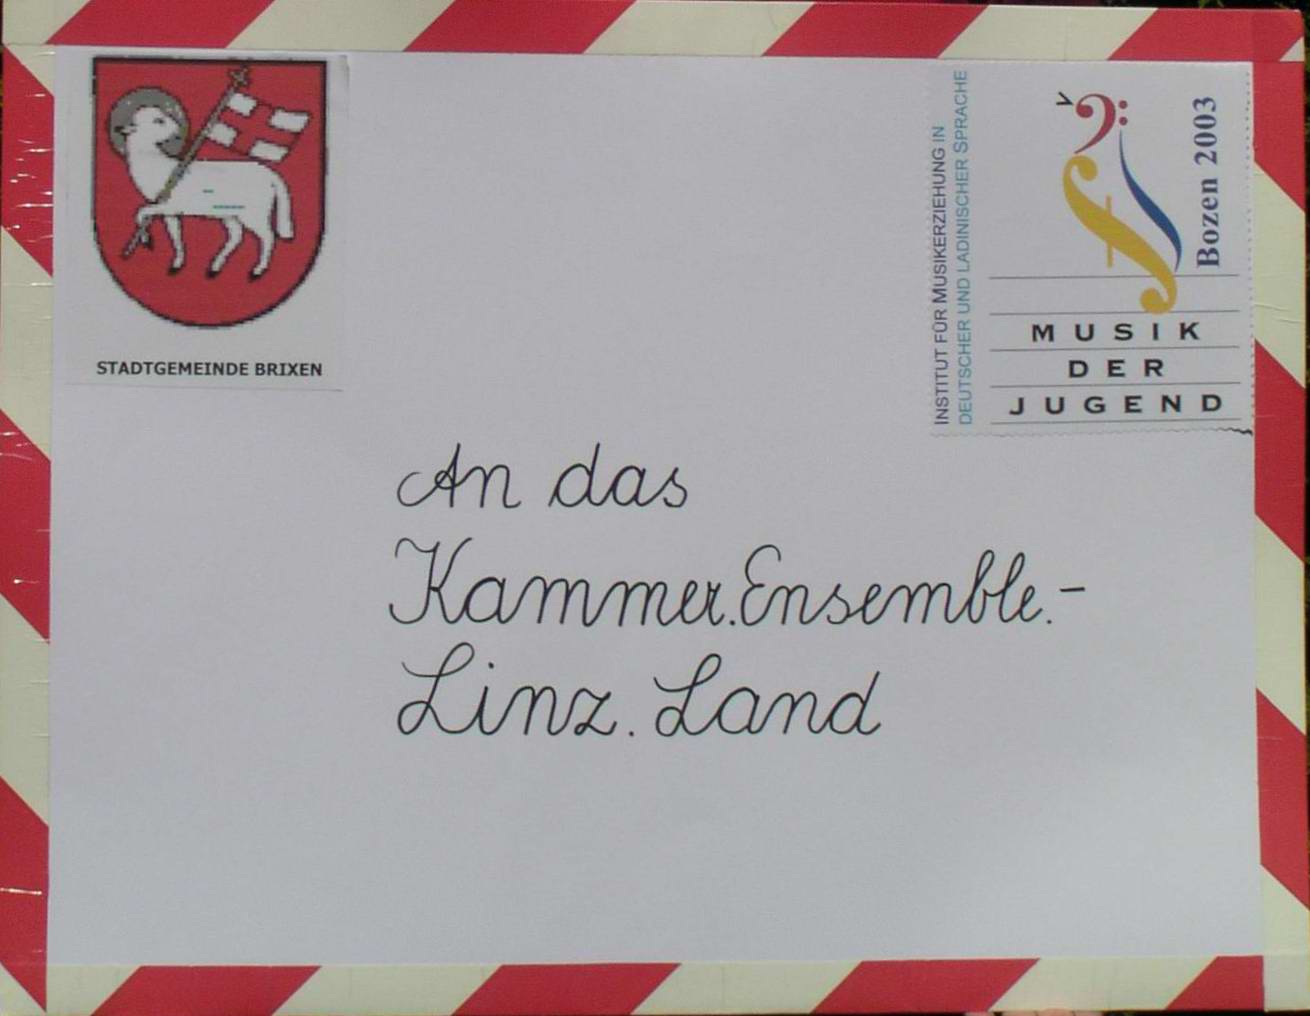 STADTGEMEINDE BRIXEN
INSTITUT FÜR MUSIKERZIEHUNG IN
DEUTSCHER UND LADINISCHER SPRACHE
Bozen 2003
MUSIK
DER
JUGEND
An das
Kammer.Ensemble.-
Linz. Land